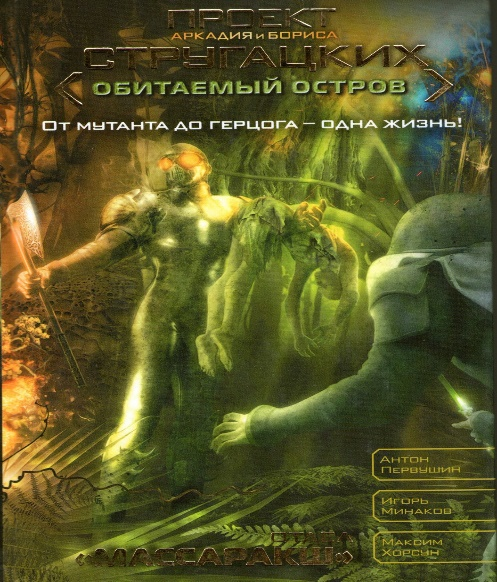 ПРОЕКТ
АРКАДИЯ И БОРИСА
СТРУГАЦКИХ
ОБИТАЕМЫЙ ОСТРОВ
ОТ МУТАНТА ДО ГЕРЦОГА – ОДНА ЖИЗНЬ!
АНТОН
ПЕРВУШИН
ИГОРЬ
МИНАКОВ
МАКСИМ
ХОРСУН
«МАССАРАКШ»